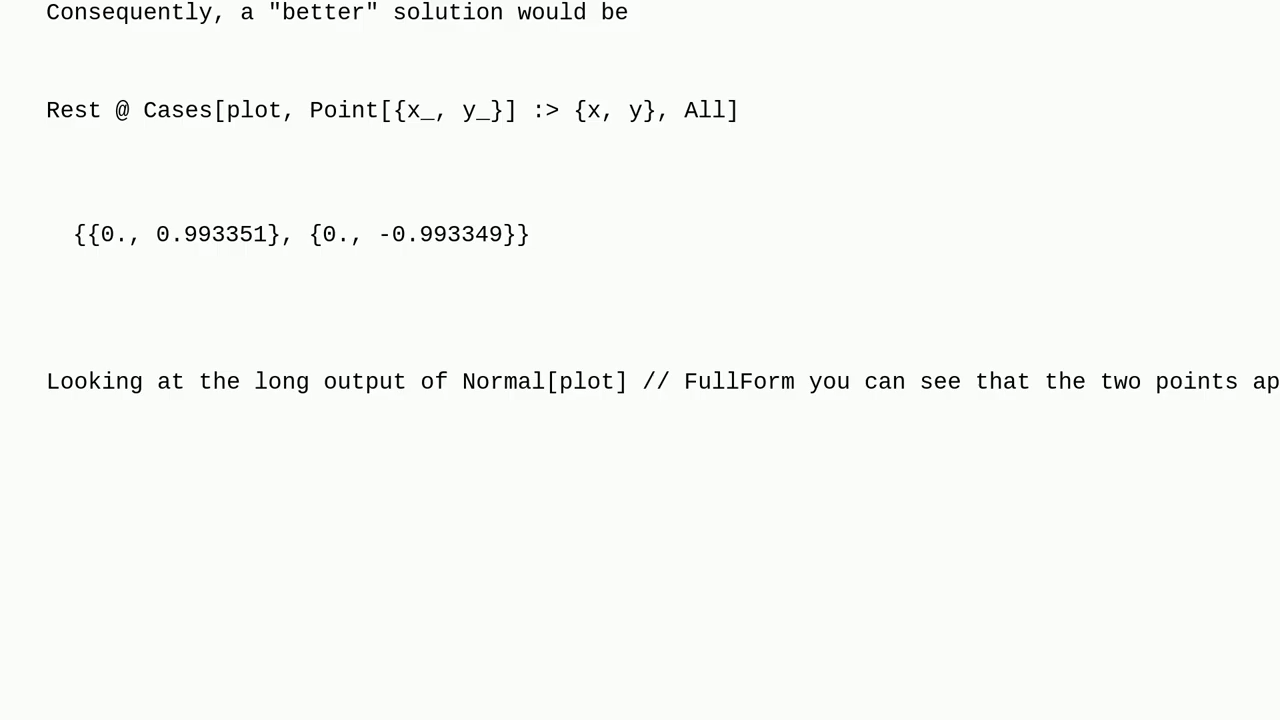 Consequently, a "better" solution would be
Rest @ Cases[plot, Point[{x_, y_}] :> {x, y}, All]
{{0., 0.993351}, {0., -0.993349}}
Looking at the long output of Normal[plot] // FullForm you can see that the two points ap